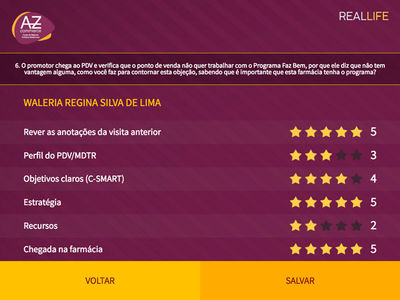 AZ
commerce
REALLIFE
6. O promotor chega ao PDV e verifica que o ponto de venda não quer trabalhar com o Programa Faz Bem, por que ele diz que não tem
vantagem alguma, como você faz para contornar esta objeção, sabendo que é importante que esta farmácia tenha o programa?
WALERIA REGINA SILVA DE LIMA
Rever as anotações da visita anterior 5
Perfil do PDV/MDTR 3
Objetivos claros (C-SMART) 4
Estratégia 5
Recursos 2
Chegada na farmácia 5
VOLTAR SALVAR